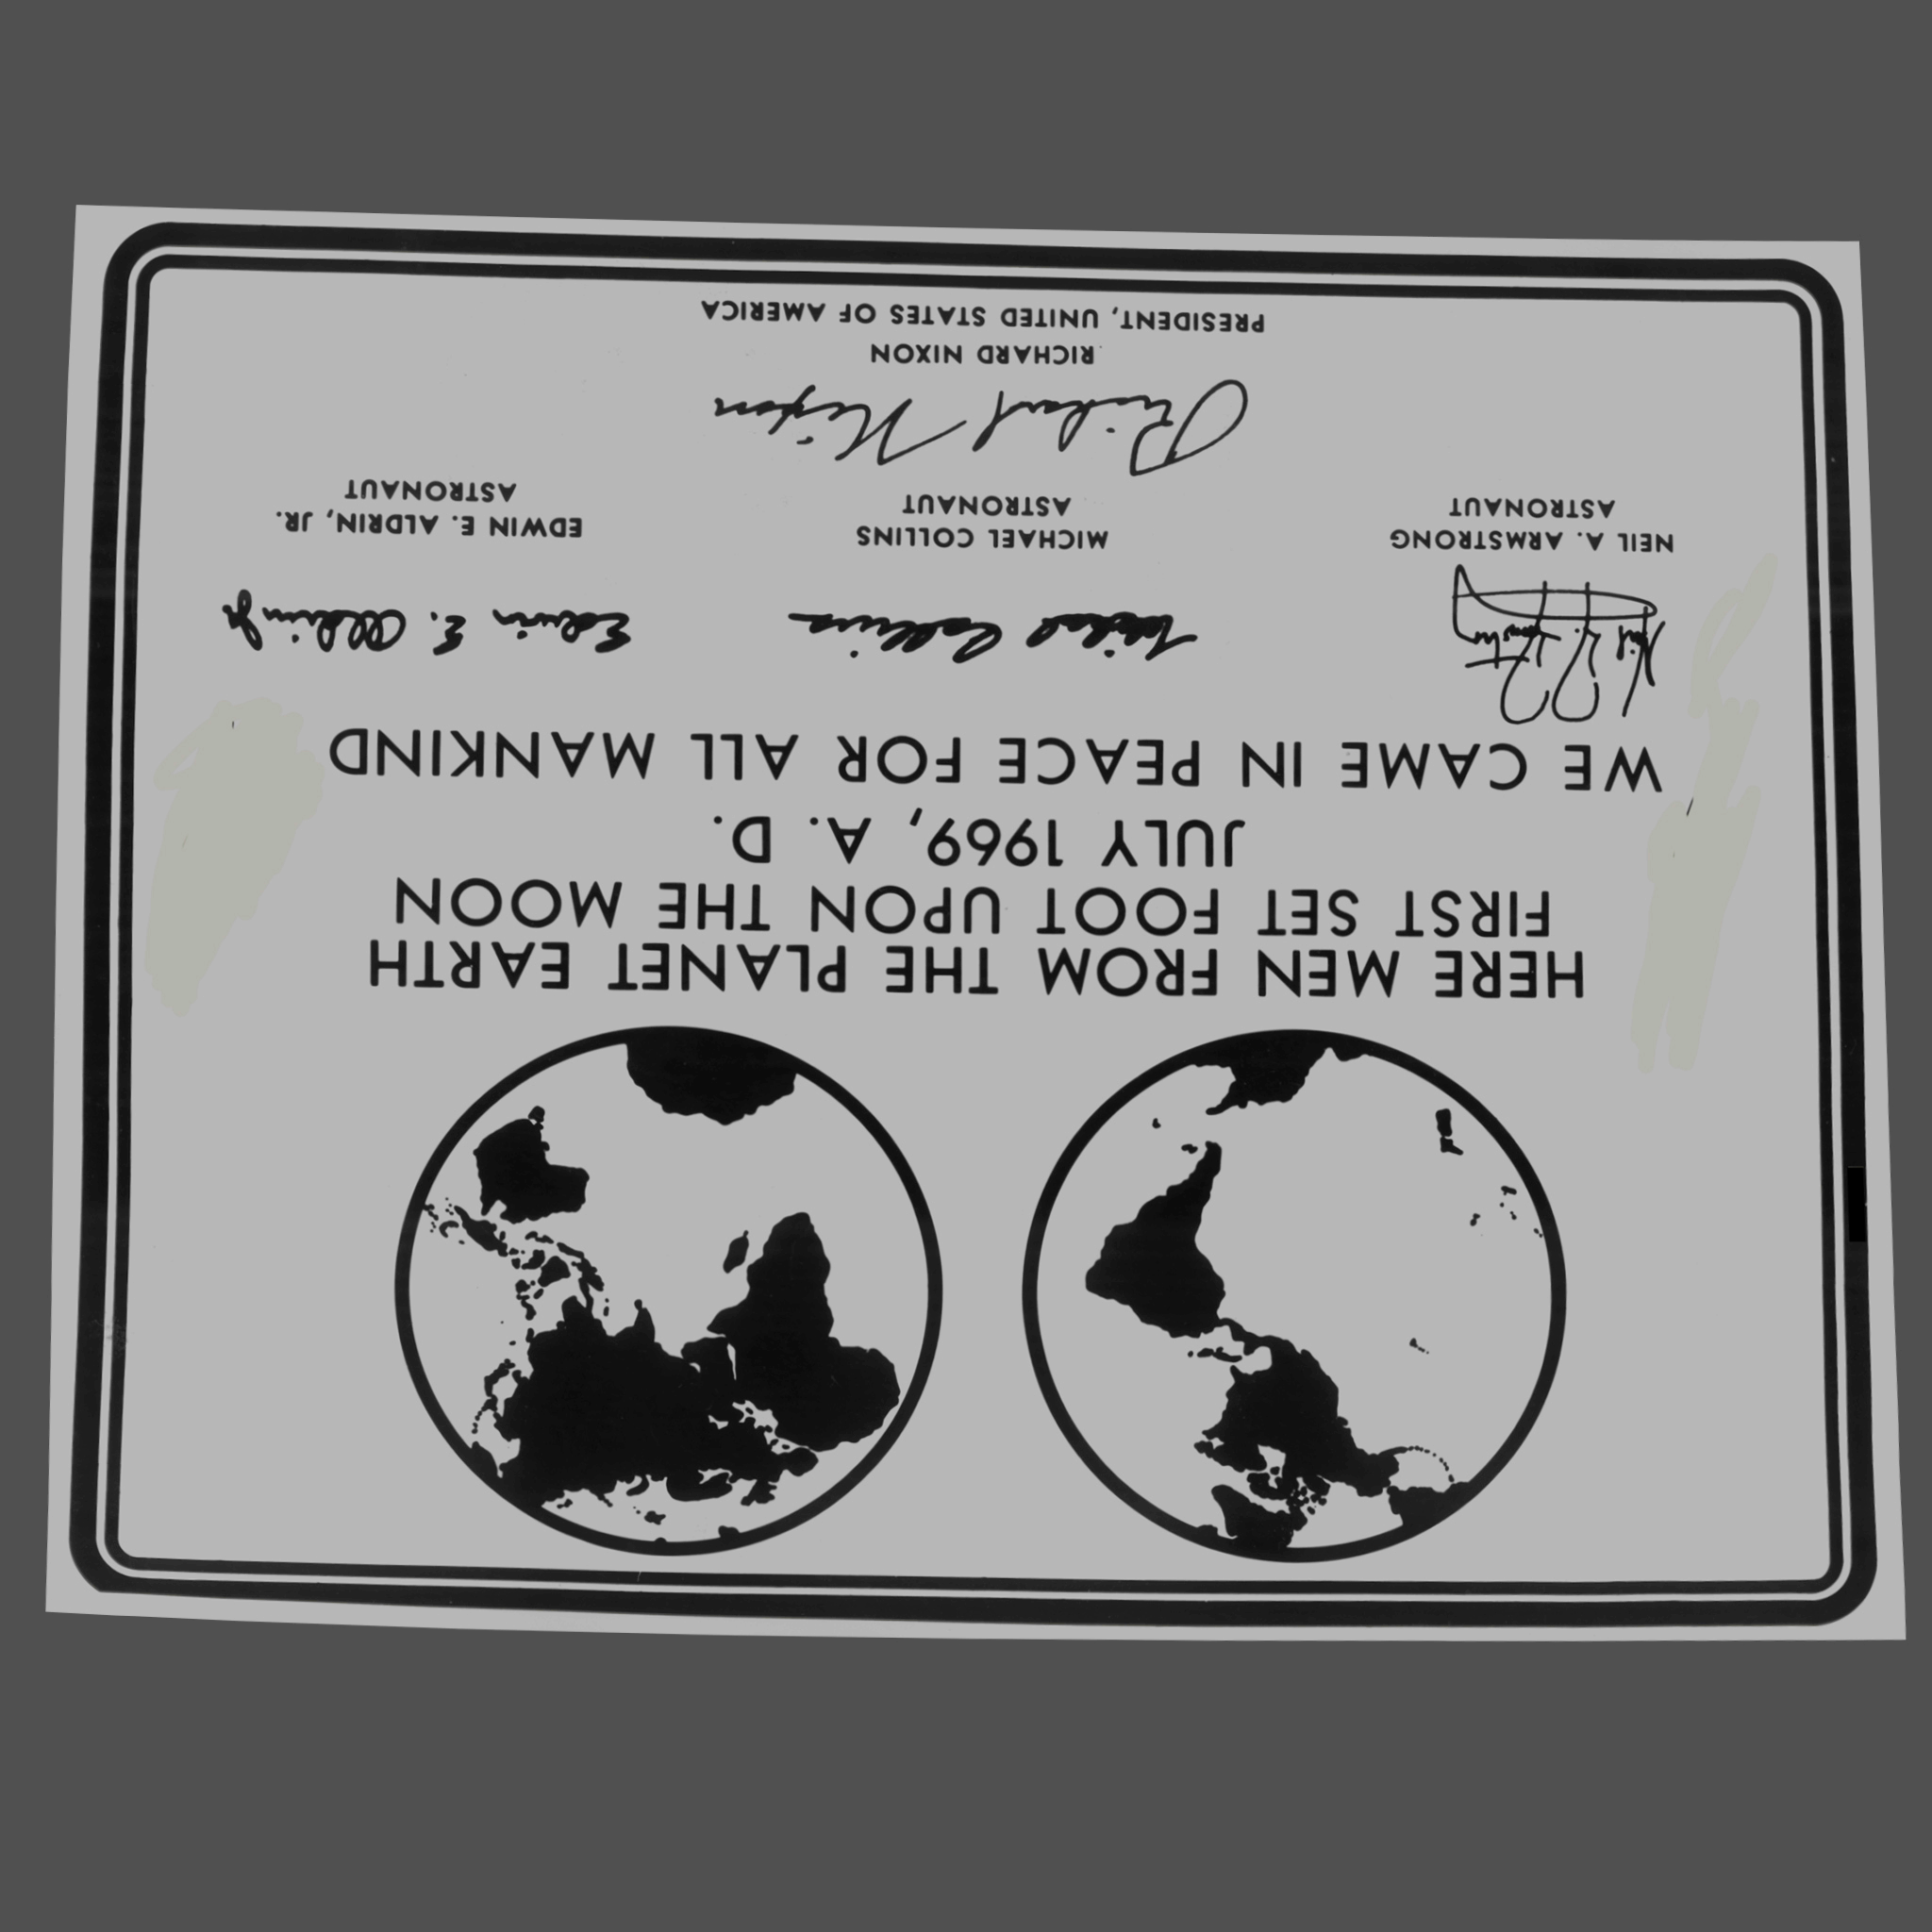 HERE MEN FROM THE PLANET EARTH
FIRST SET FOOT UPON THE MOON
JULY 1969, A. D.
WE CAME IN PEACE FOR ALL MANKIND
Neil A. Armstrong
Michael Collins
Edwin E. Aldrin Jr
NEIL A. ARMSTRONG
ASTRONAUT
MICHAEL COLLINS
ASTRONAUT
EDWIN E. ALDRIN, JR.
ASTRONAUT
Richard Nixon
RICHARD NIXON
PRESIDENT, UNITED STATES OF AMERICA